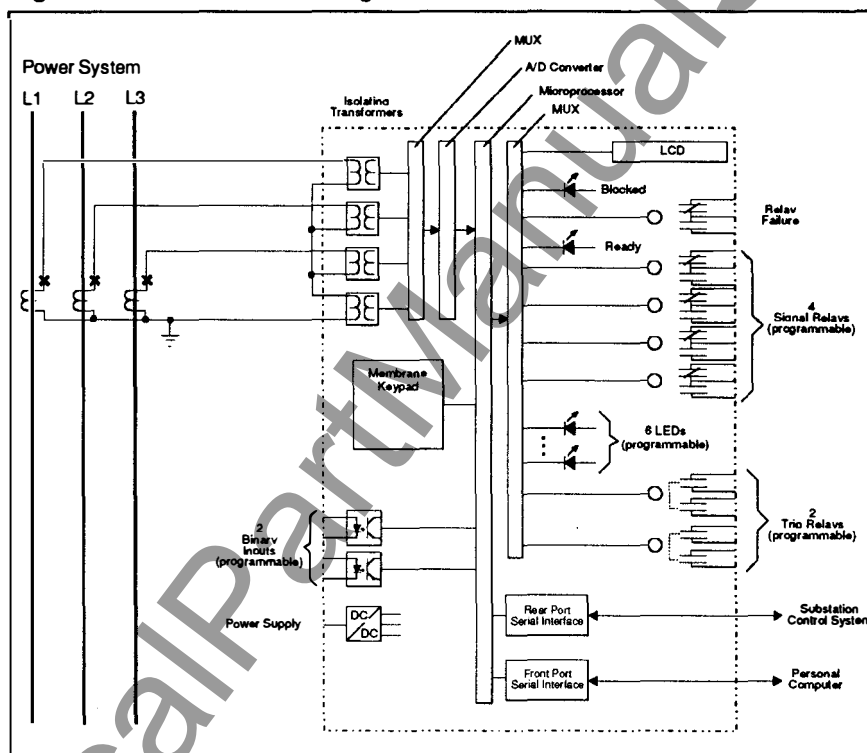 MUX
Power System
A/D Converter
L1 L2 L3
Isolating
Transformers
Microprocessor
MUX
LCD
Blocked
Relay
Failure
Ready
4
Signal Relays
(programmable)
Membrane
Keypad
6 LEDs
(programmable)
2
Binary
Inputs
(programmable)
2
Trip Relays
(programmable)
Power Supply
DC
DC
Rear Port
Serial Interface
Substation
Control System
Front Port
Serial Interface
Personal
Computer